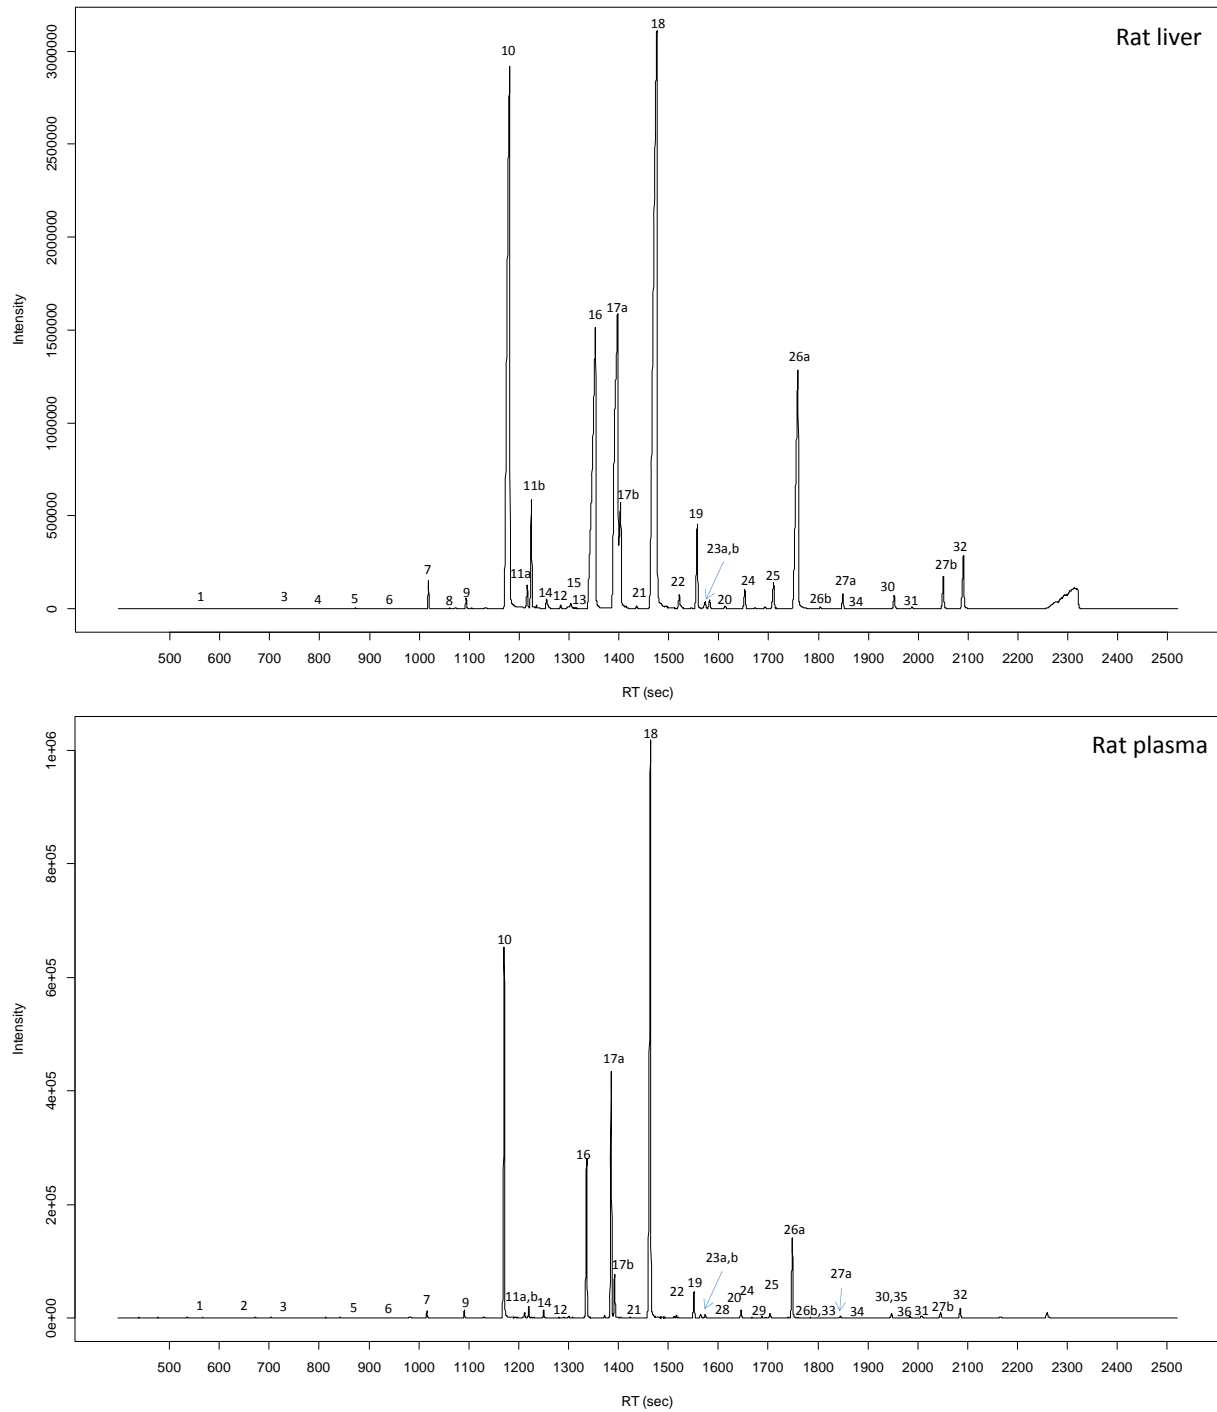 Rat liver
Intensity
3000000
2500000
2000000
1500000
1000000
500000
0
18
10
16
17a
26a
11b
17b
19
23a,b
32
7
15
11a
22
24
25
27a
27b
30
1
3
4
5
6
8
9
14
12
13
21
20
26b
34
31
500 600 700 800 900 1000 1100 1200 1300 1400 1500 1600 1700 1800 1900 2000 2100 2200 2300 2400 2500
RT (sec)
Rat plasma
Intensity
1e+06
8e+05
6e+05
4e+05
2e+05
0e+00
18
10
17a
16
26a
17b
23a,b
27a
22
19
20
24
25
30,35
32
1
2
3
5
6
7
9
11a,b
14
12
21
28
29
26b,33
34
36
31
27b
500 600 700 800 900 1000 1100 1200 1300 1400 1500 1600 1700 1800 1900 2000 2100 2200 2300 2400 2500
RT (sec)